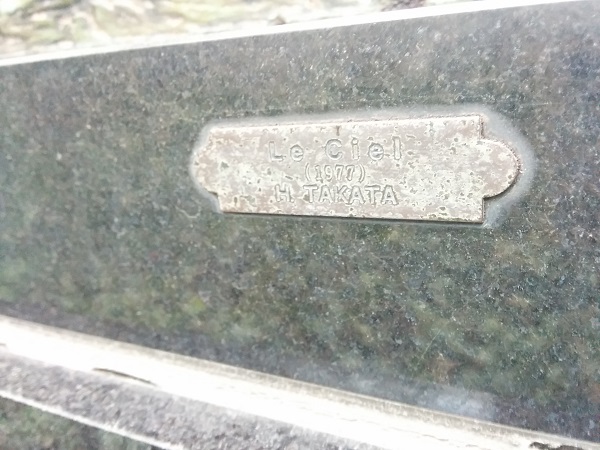 Le Ciel
(1977)
H. TAKATA